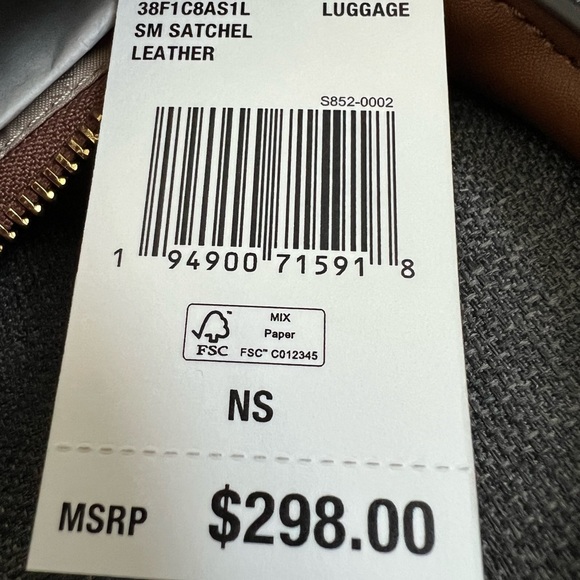 38F1C8AS1L LUGGAGE
SM SATCHEL
LEATHER
S852-0002
1 94900 71591 8
MIX
Paper
FSC™ FSC™ C012345
NS
MSRP $298.00